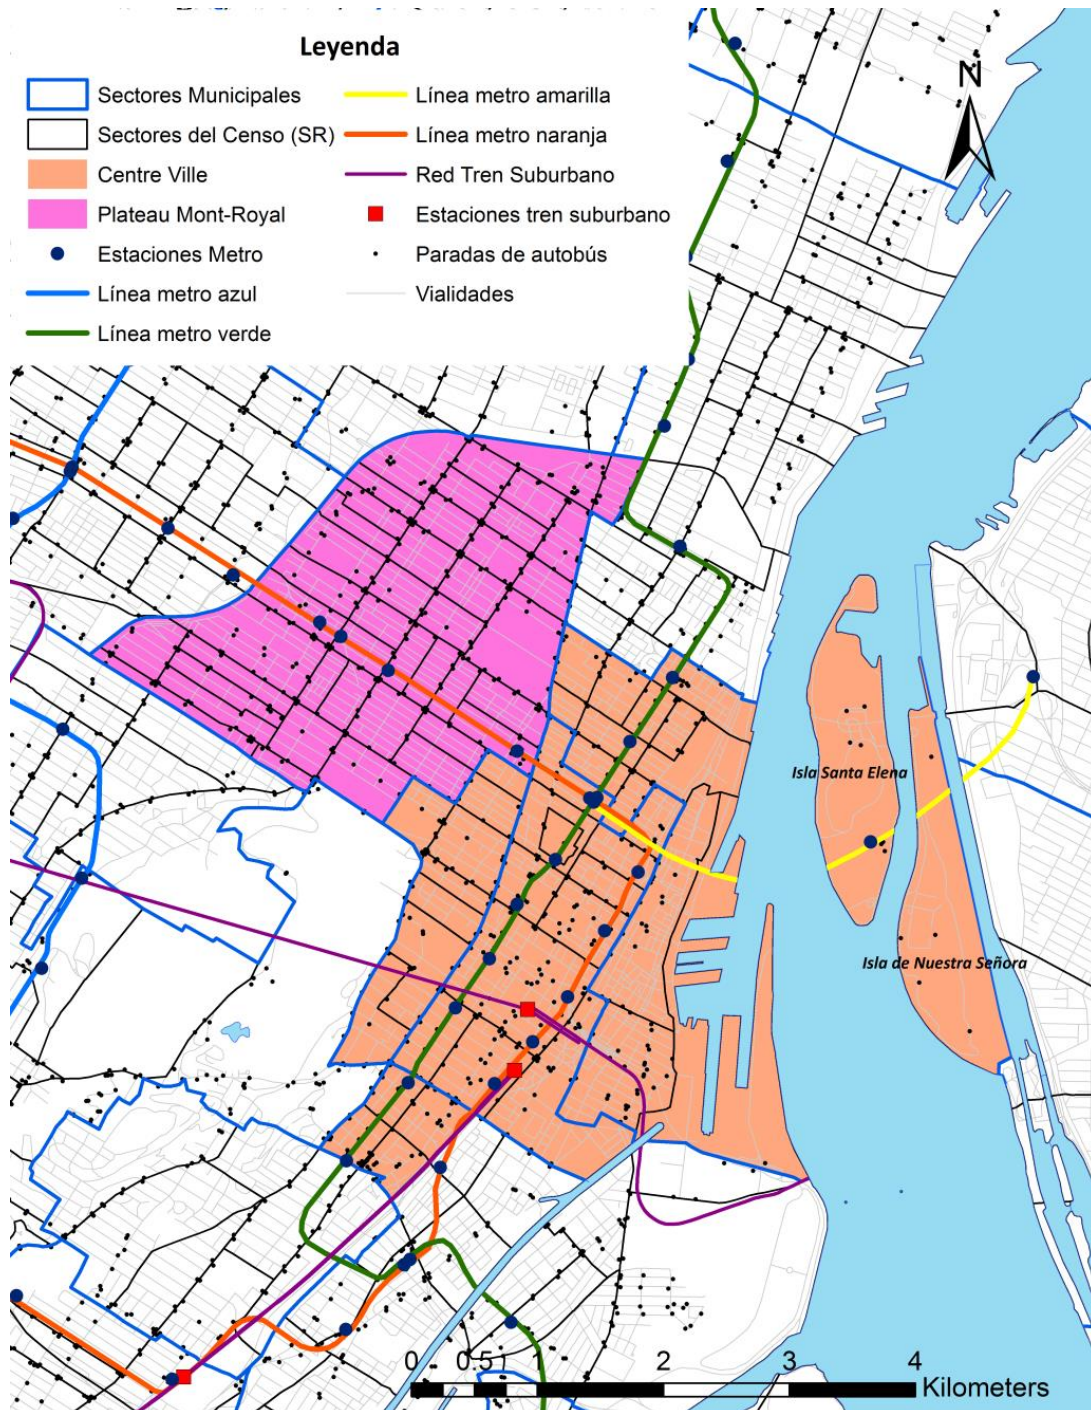 Leyenda
Sectores Municipales
Sectores del Censo (SR)
Centre Ville
Plateau Mont-Royal
Estaciones Metro
Línea metro azul
Línea metro verde
Línea metro amarilla
Línea metro naranja
Red Tren Suburbano
Estaciones tren suburbano
Paradas de autobús
Vialidades
N
Isla Santa Elena
Isla de Nuestra Señora
0 0.5 1 2 3 4
Kilometers